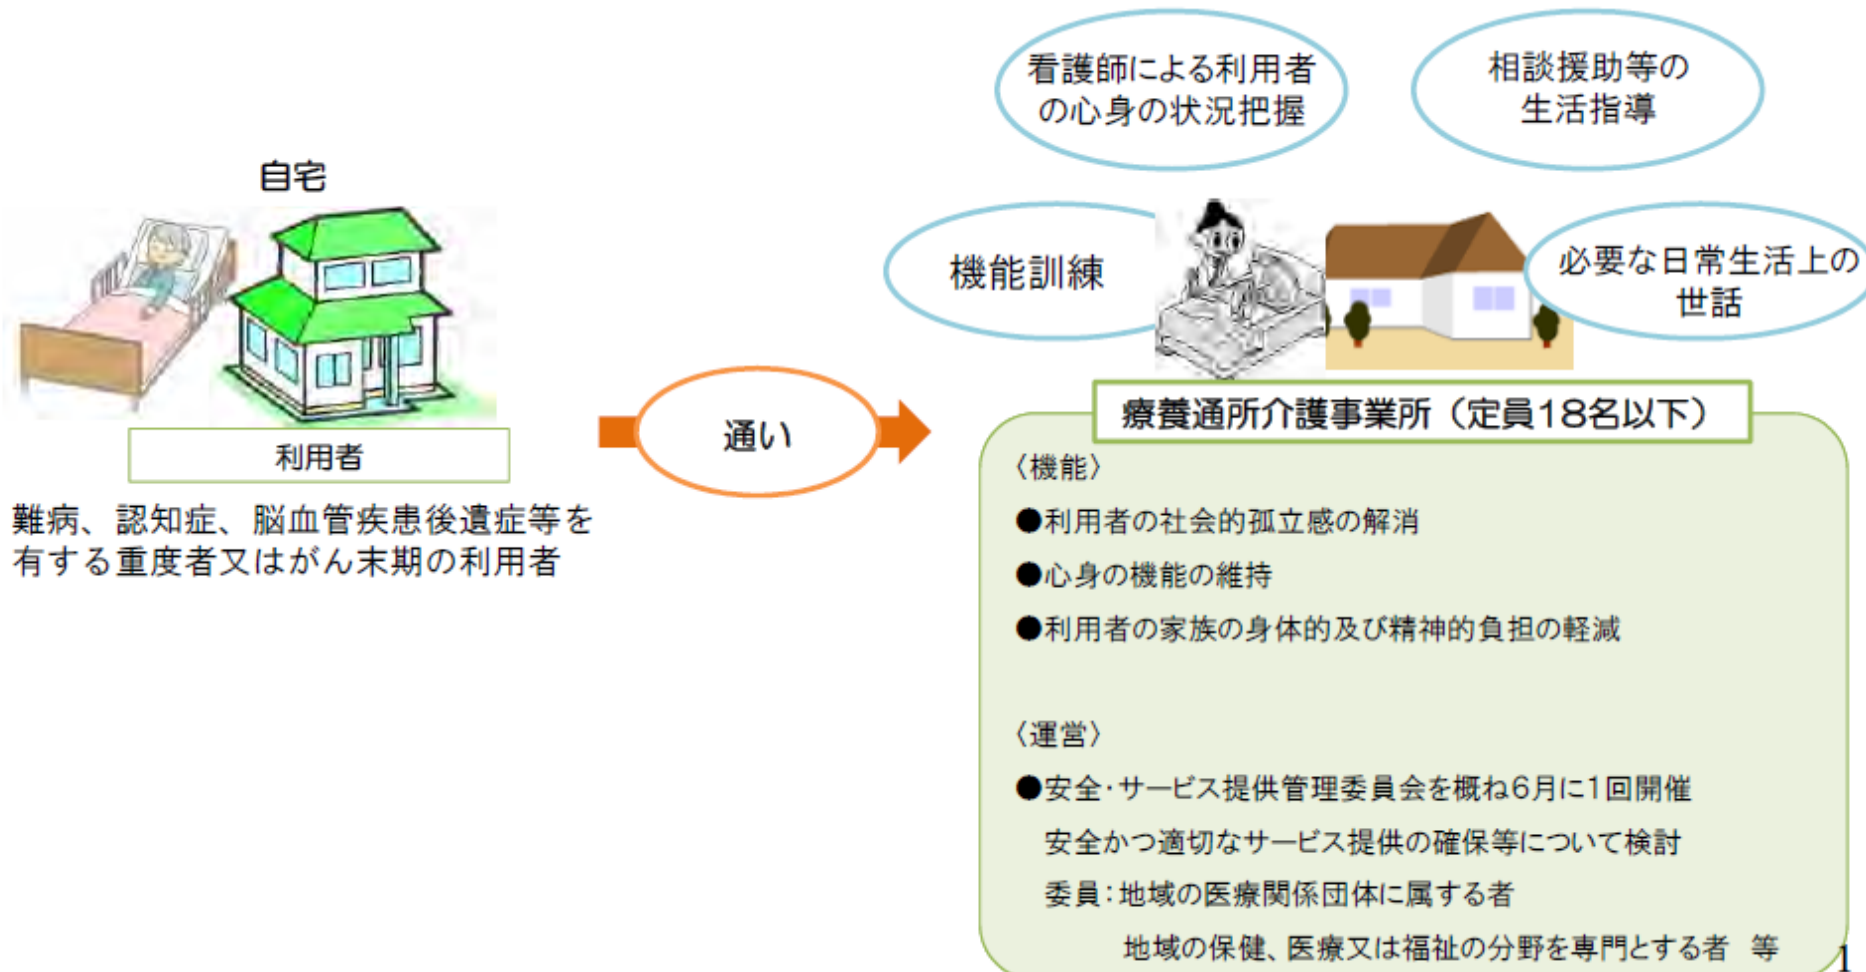 看護師による利用者
の心身の状況把握
相談援助等の
生活指導
自宅
機能訓練
必要な日常生活上の
世話
利用者
難病、認知症、脳血管疾患後遺症等を
有する重度者又はがん末期の利用者
通い
療養通所介護事業所（定員18名以下）
〈機能〉
●利用者の社会的孤立感の解消
●心身の機能の維持
●利用者の家族の身体的及び精神的負担の軽減
〈運営〉
●安全・サービス提供管理委員会を概ね6月に1回開催
安全かつ適切なサービス提供の確保等について検討
委員：地域の医療関係団体に属する者
地域の保健、医療又は福祉の分野を専門とする者　等
1